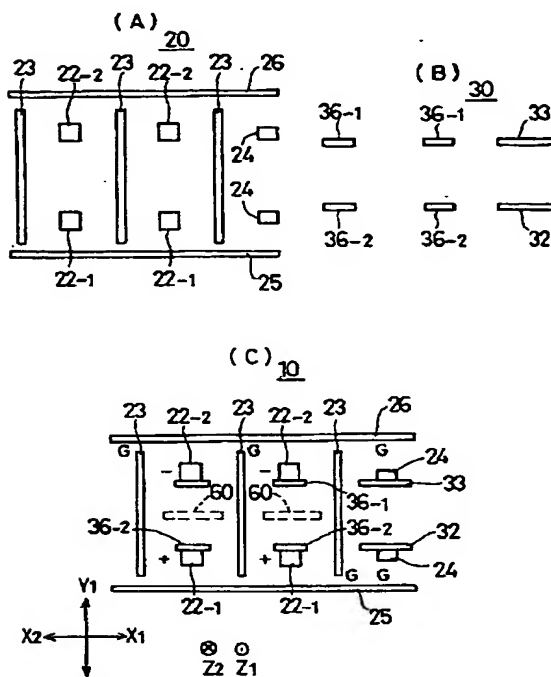 (A) 20
23 22-2 23 22-2 23 26
24
24
22-1 22-1 25
(B) 30
36-1 36-1 33
36-2 36-2 32
(C) 10
23 22-2 23 22-2 23 26
G G G
24
- -
60 60 36-1 33
36-2 36-2 32
+ +
24
G G
22-1 22-1 25
Y1
X2 X1
Z2 Z1